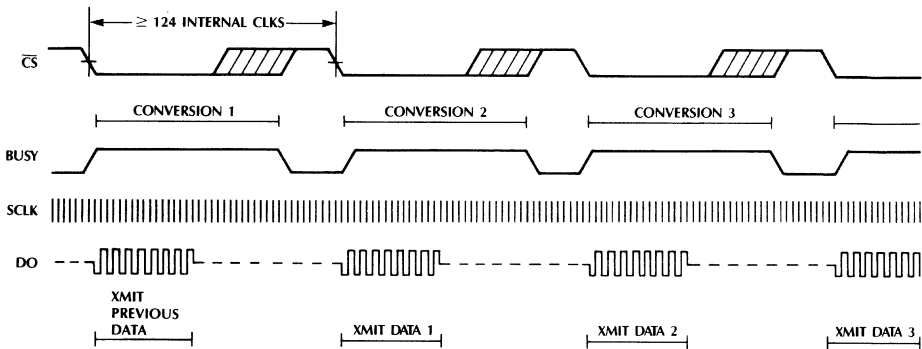 ≥ 124 INTERNAL CLKS
CS
CONVERSION 1
CONVERSION 2
CONVERSION 3
BUSY
SCLK
DO
XMIT
PREVIOUS
DATA
XMIT DATA 1
XMIT DATA 2
XMIT DATA 3